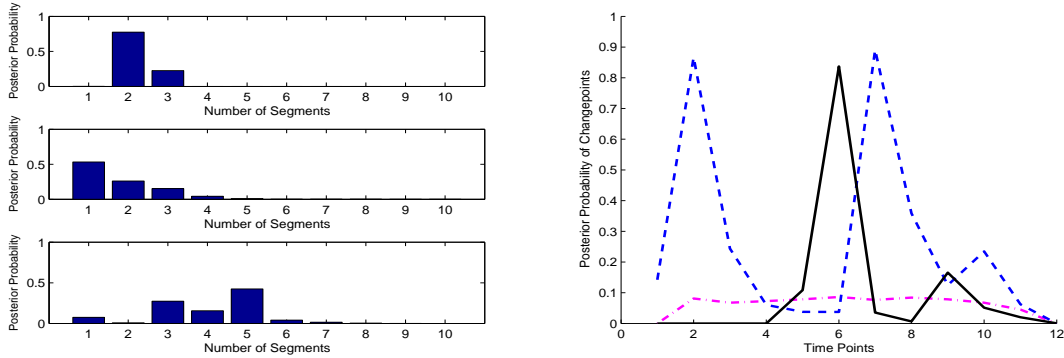 Posterior Probability
1
0.5
0
1 2 3 4 5 6 7 8 9 10
Number of Segments
Posterior Probability
1
0.5
0
1 2 3 4 5 6 7 8 9 10
Number of Segments
Posterior Probability
1
0.5
0
1 2 3 4 5 6 7 8 9 10
Number of Segments
Posterior Probability of Changepoints
1
0.9
0.8
0.7
0.6
0.5
0.4
0.3
0.2
0.1
0
0 2 4 6 8 10 12
Time Points